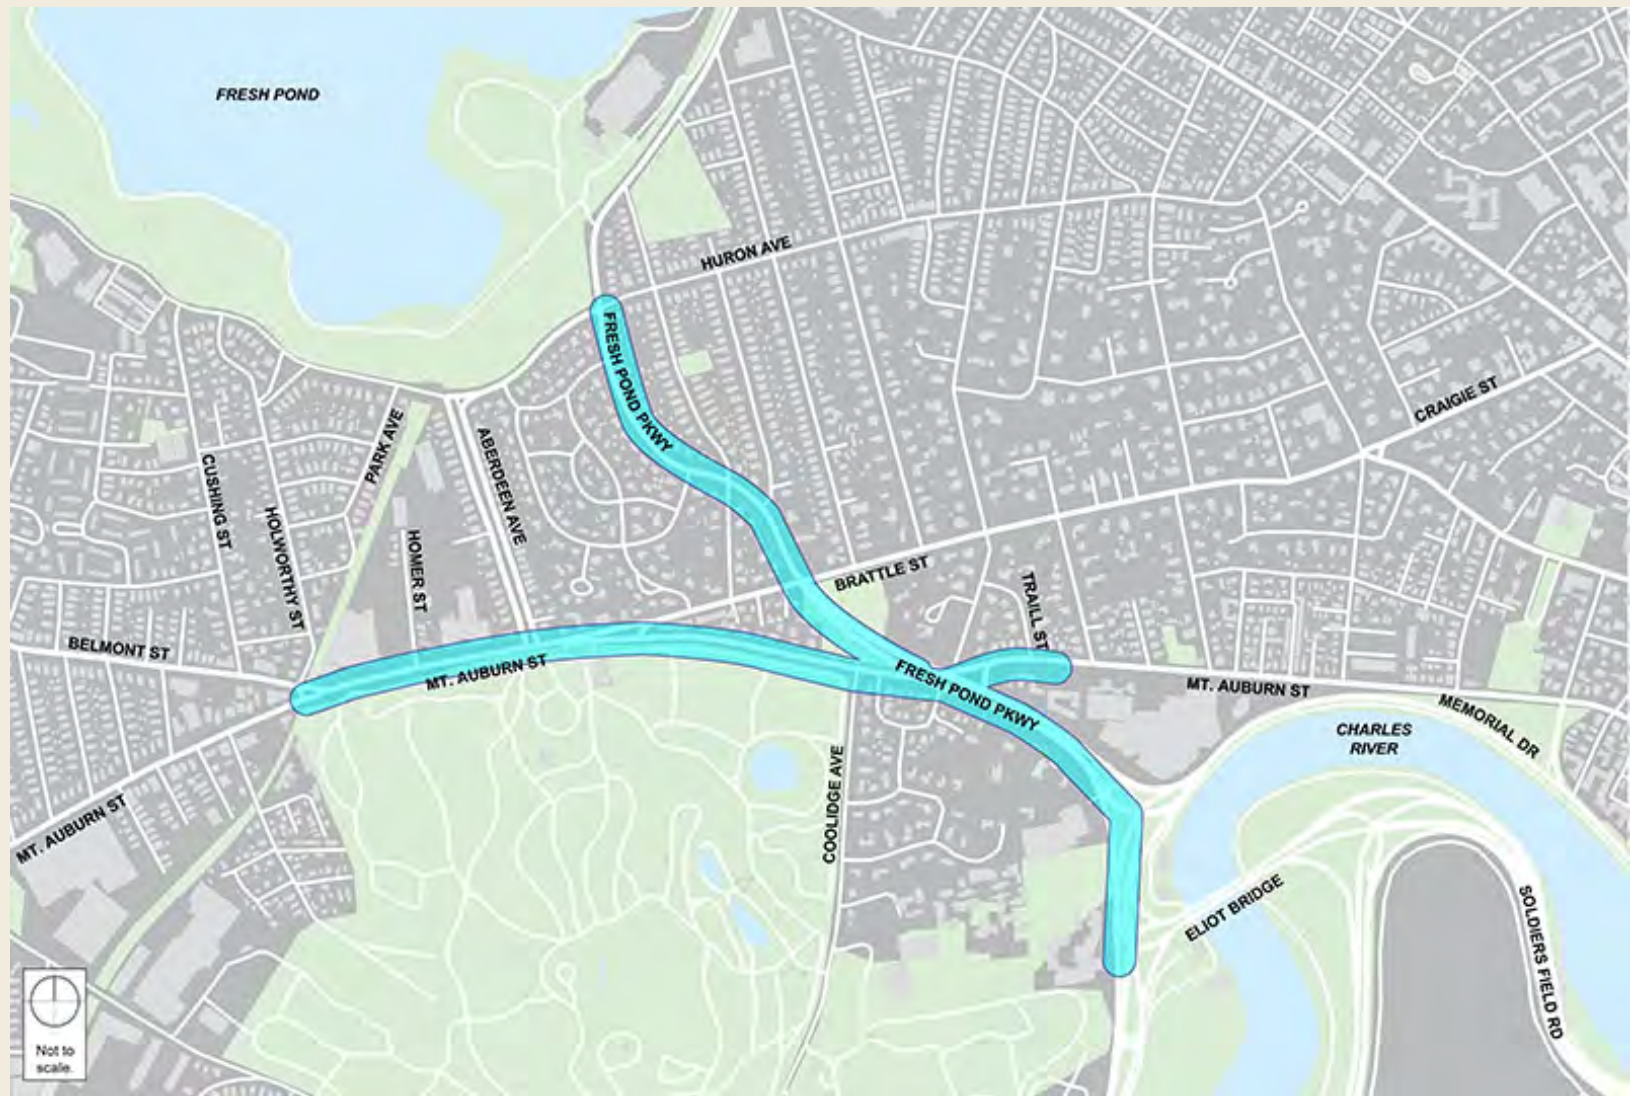 FRESH POND
HURON AVE
FRESH POND PKWY
CRAIGIE ST
PARK AVE
ABERDEEN AVE
CUSHING ST
HOLWORTHY ST
HOMER ST
BRATTLE ST
TRAILL ST
BELMONT ST
MT. AUBURN ST
FRESH POND PKWY
MT. AUBURN ST
MEMORIAL DR
CHARLES
RIVER
COOLIDGE AVE
MT. AUBURN ST
ELIOT BRIDGE
SOLDIERS FIELD RD
Not to
scale.